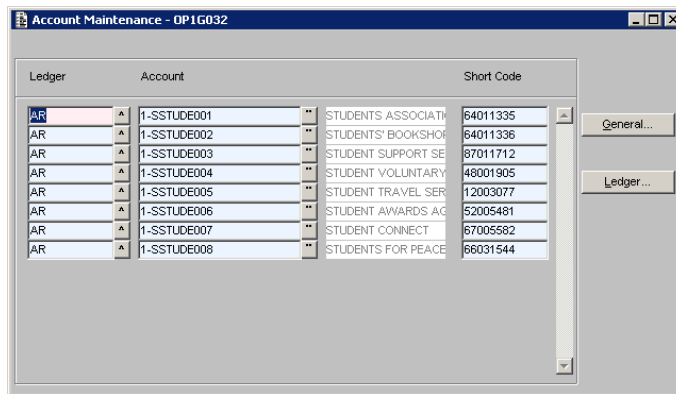 Account Maintenance - OP1G032
Ledger Account Short Code
AR 1-SSTUDE001 STUDENTS ASSOCIATI 64011335
AR 1-SSTUDE002 STUDENTS' BOOKSHOP 64011336
AR 1-SSTUDE003 STUDENT SUPPORT SE 87011712
AR 1-SSTUDE004 STUDENT VOLUNTARY 48001905
AR 1-SSTUDE005 STUDENT TRAVEL SER 12003077
AR 1-SSTUDE006 STUDENT AWARDS AG 52005481
AR 1-SSTUDE007 STUDENT CONNECT 67005582
AR 1-SSTUDE008 STUDENTS FOR PEACE 66031544
General...
Ledger...